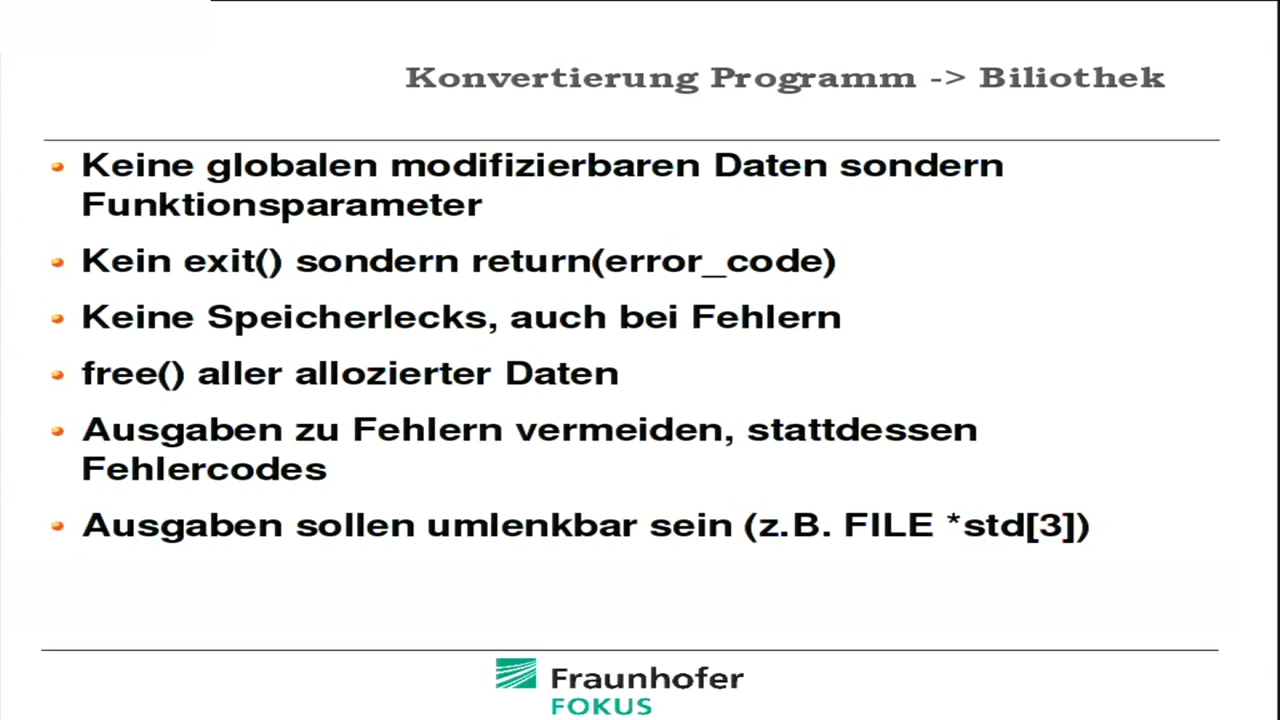 Konvertierung Programm -> Biliothek
Keine globalen modifizierbaren Daten sondern
Funktionsparameter
Kein exit() sondern return(error_code)
Keine Speicherlecks, auch bei Fehlern
free() aller allozierter Daten
Ausgaben zu Fehlern vermeiden, stattdessen
Fehlercodes
Ausgaben sollen umlenkbar sein (z.B. FILE *std[3])
Fraunhofer
FOKUS